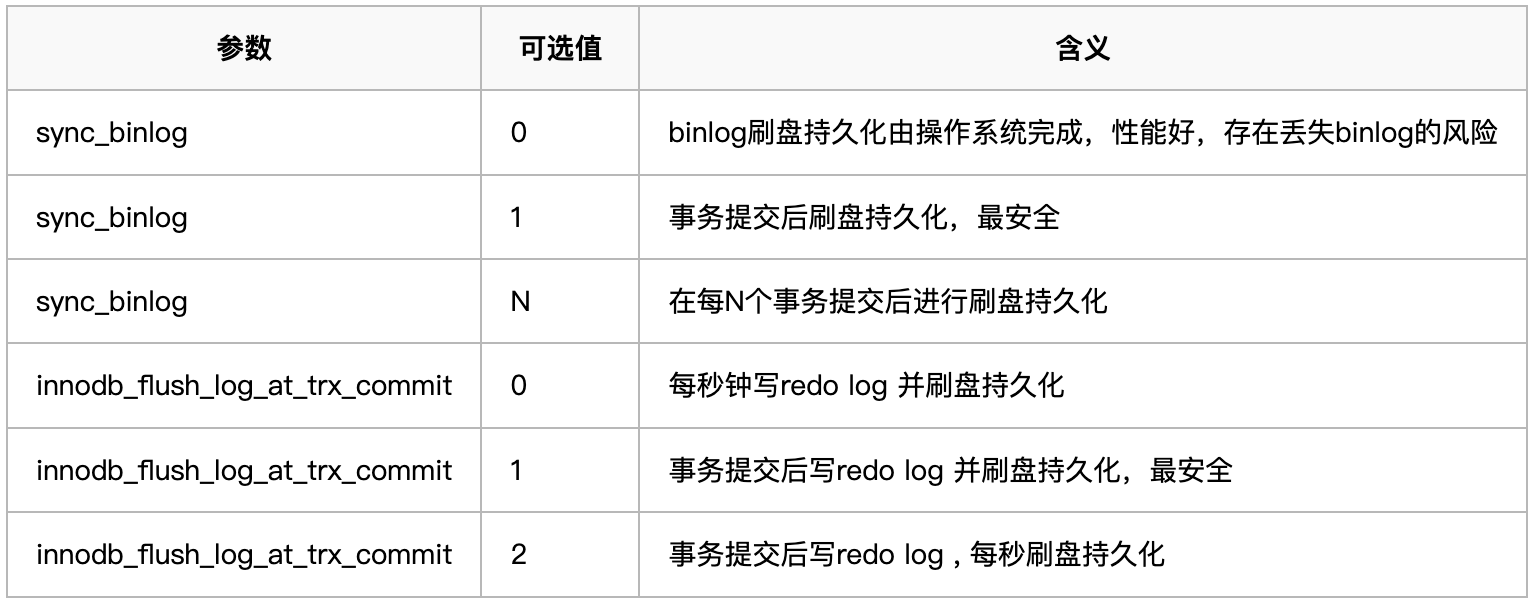 参数 可选值 含义
sync_binlog 0 binlog刷盘持久化由操作系统完成，性能好，存在丢失binlog的风险
sync_binlog 1 事务提交后刷盘持久化，最安全
sync_binlog N 在每N个事务提交后进行刷盘持久化
innodb_flush_log_at_trx_commit 0 每秒钟写redo log 并刷盘持久化
innodb_flush_log_at_trx_commit 1 事务提交后写redo log 并刷盘持久化，最安全
innodb_flush_log_at_trx_commit 2 事务提交后写redo log , 每秒刷盘持久化